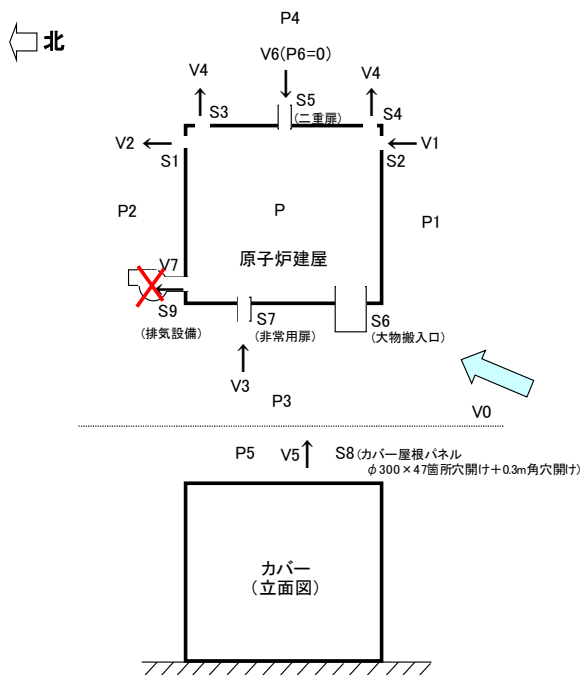 P4
北
V6(P6=0)
V4
V4
S3
S5
S4
(二重扉)
V2
S1
S2
V1
P2
P
P1
原子炉建屋
V7
S9
(排気設備)
S7
(非常用扉)
S6
(大物搬入口)
V3
P3
V0
P5
V5
S8(カバー屋根パネル
φ300×47箇所穴開け+0.3m角穴開け)
カバー
(立面図)